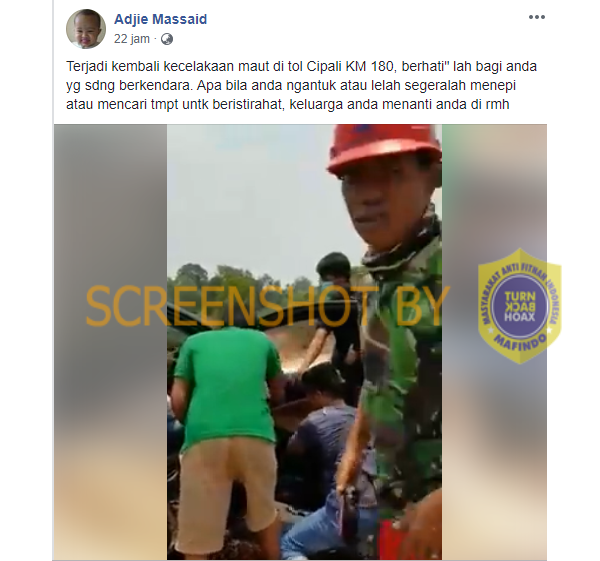 Adjie Massaid
22 jam ·
Terjadi kembali kecelakaan maut di tol Cipali KM 180, berhati" lah bagi anda
yg sdng berkendara. Apa bila anda ngantuk atau lelah segeralah menepi
atau mencari tmpt untk beristirahat, keluarga anda menanti anda di rmh
SCREENSHOT BY
MASYARAKAT ANTI FITNAH INDONESIA
TURN
BACK
HOAX
MAFINDO